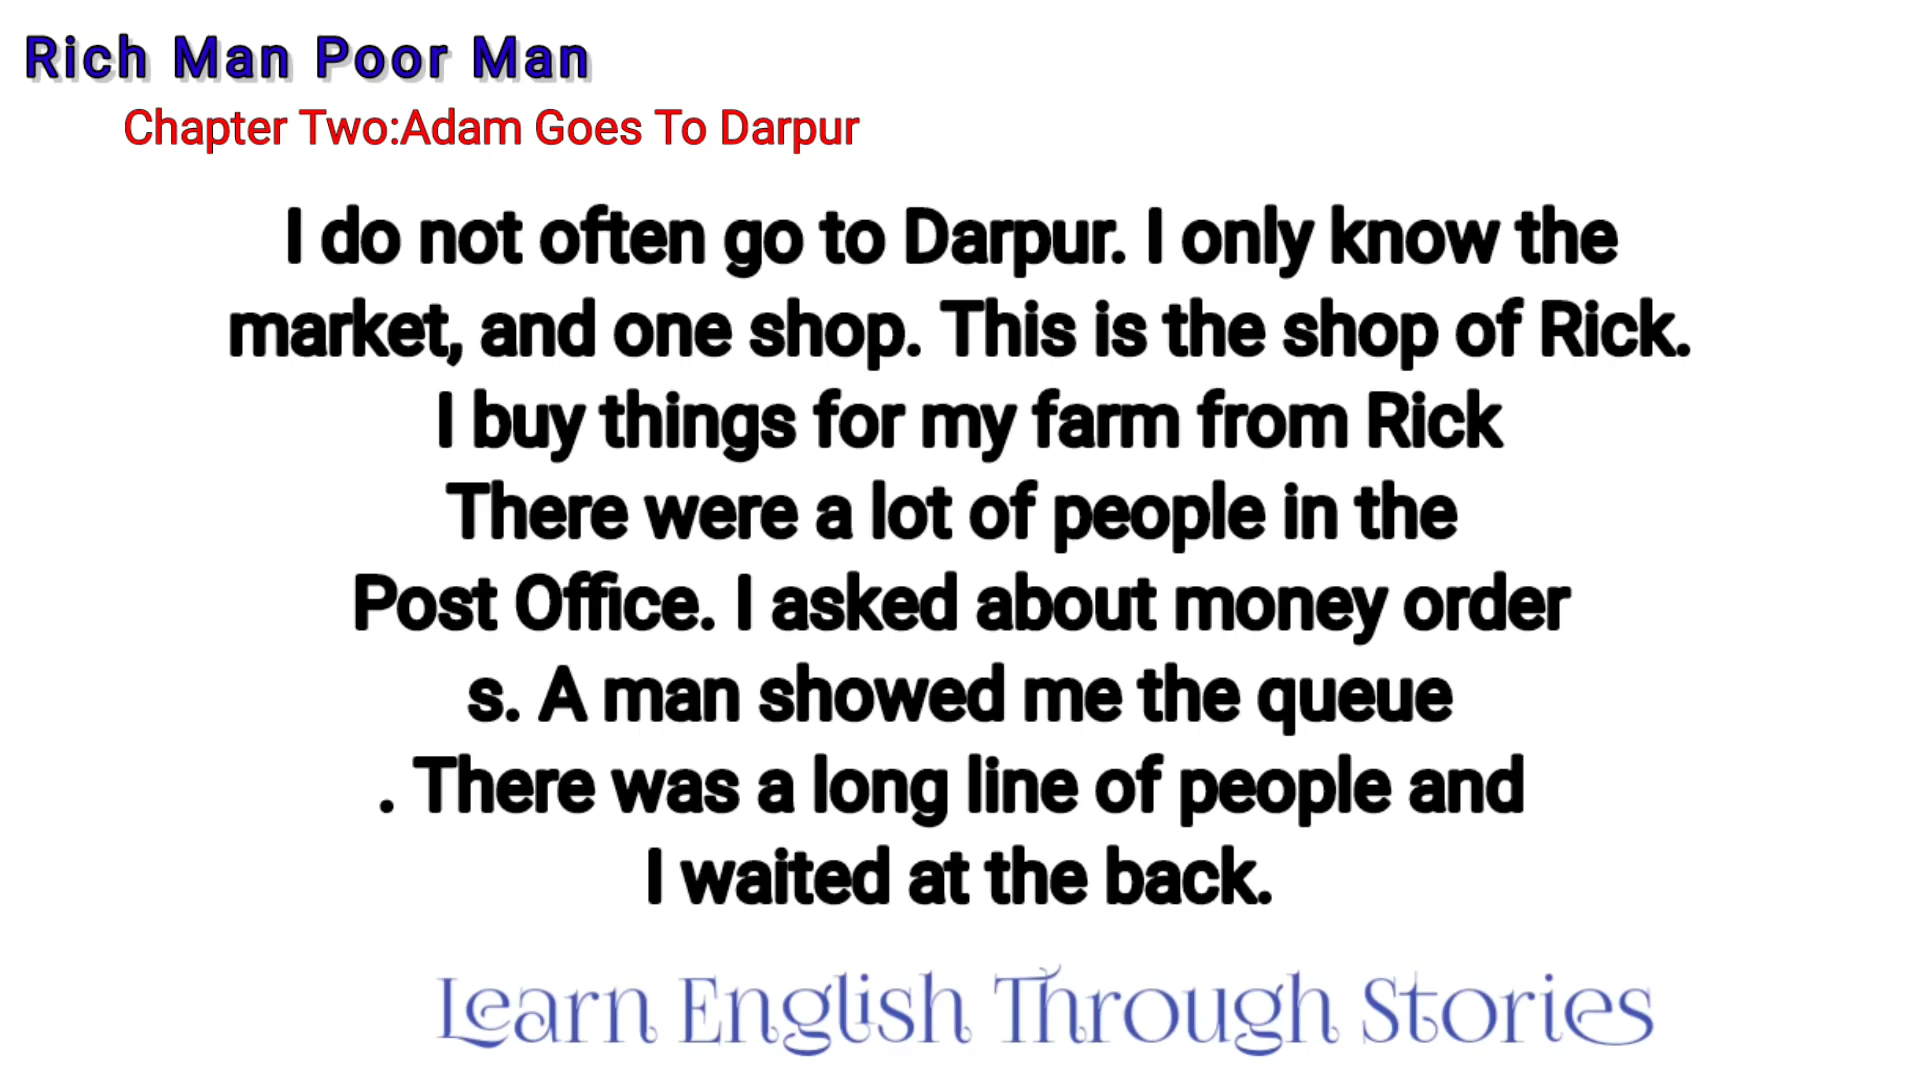 Rich Man Poor Man
Chapter Two:Adam Goes To Darpur
I do not often go to Darpur. I only know the
market, and one shop. This is the shop of Rick.
I buy things for my farm from Rick
There were a lot of people in the
Post Office. I asked about money order
s. A man showed me the queue
. There was a long line of people and
I waited at the back.
Learn English Through Stories